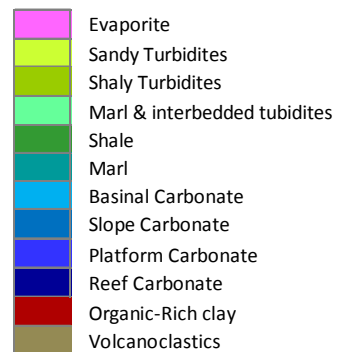 Evaporite
Sandy Turbidites
Shaly Turbidites
Marl & interbedded tubidites
Shale
Marl
Basinal Carbonate
Slope Carbonate
Platform Carbonate
Reef Carbonate
Organic-Rich clay
Volcanoclastics